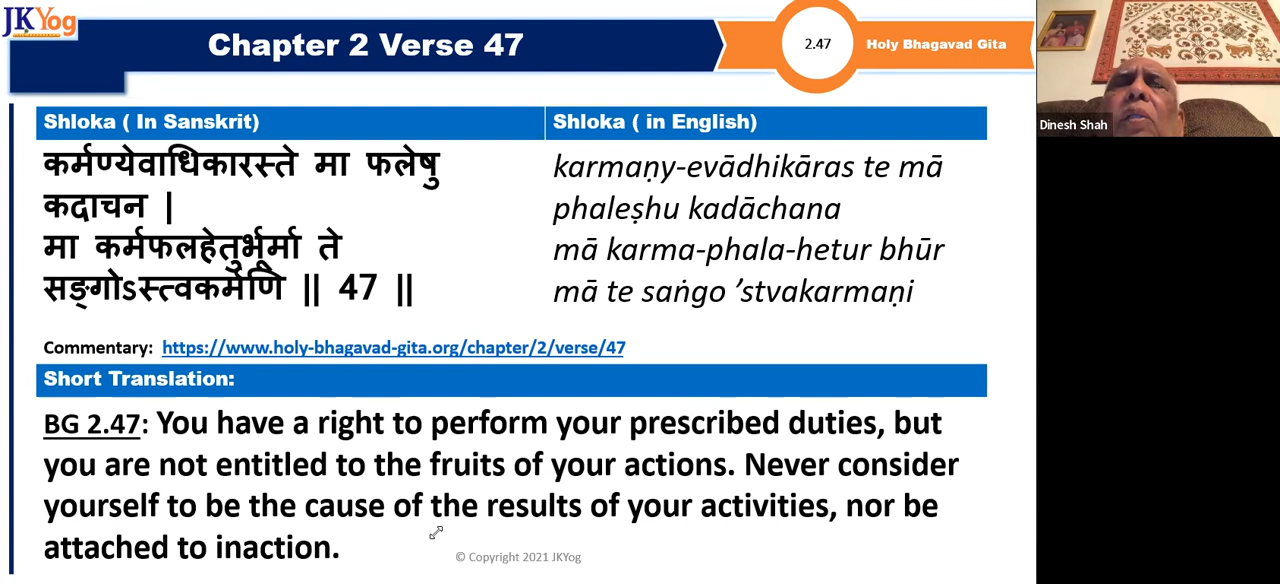 JKYog
Chapter 2 Verse 47
2.47
Holy Bhagavad Gita
Dinesh Shah
Shloka ( In Sanskrit)
Shloka ( in English)
कर्मण्येवाधिकारस्ते मा फलेषु
कदाचन |
मा कर्मफलहेतुर्भूर्मा ते
सङ्गोऽस्त्वकर्मणि || 47 ||
karmaṇy-evādhikāras te mā
phaleṣhu kadāchana
mā karma-phala-hetur bhūr
mā te saṅgo ’stvakarmaṇi
Commentary: https://www.holy-bhagavad-gita.org/chapter/2/verse/47
Short Translation:
BG 2.47: You have a right to perform your prescribed duties, but
you are not entitled to the fruits of your actions. Never consider
yourself to be the cause of the results of your activities, nor be
attached to inaction.
© Copyright 2021 JKYog